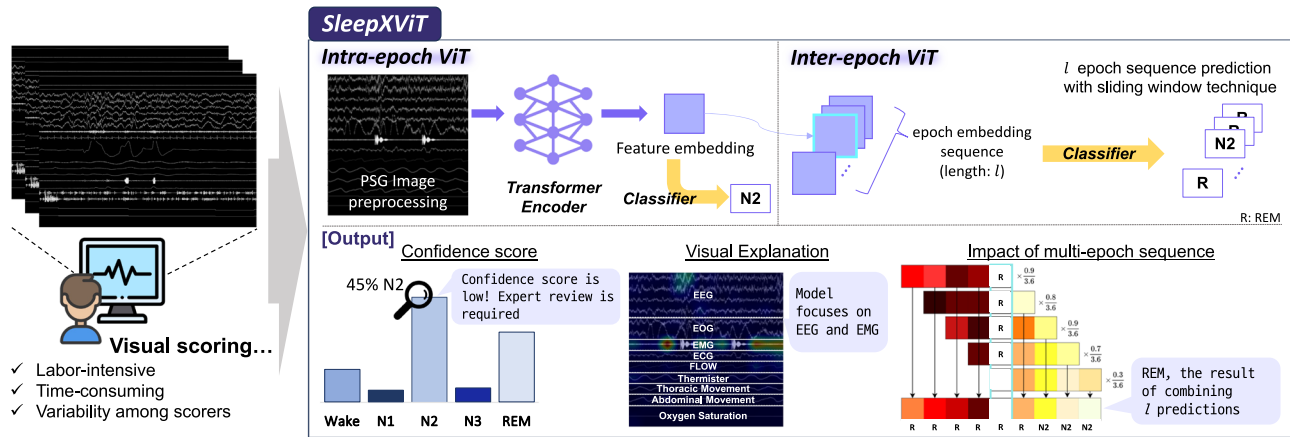 SleepXViT
Visual scoring...
✓ Labor-intensive
✓ Time-consuming
✓ Variability among scorers
Intra-epoch ViT
PSG Image
preprocessing
Transformer
Encoder
Feature embedding
Classifier
N2
Inter-epoch ViT
epoch embedding
sequence
(length: l)
l epoch sequence prediction
with sliding window technique
Classifier
R
R
N2
R
R: REM
[Output]
Confidence score
45% N2
Confidence score is
low! Expert review is
required
Wake N1 N2 N3 REM
Visual Explanation
EEG
EOG
EMG
ECG
FLOW
Thermister
Thoracic Movement
Abdominal Movement
Oxygen Saturation
Model
focuses on
EEG and EMG
Impact of multi-epoch sequence
R × 0.9/3.6
R × 0.8/3.6
R × 0.9/3.6
R × 0.7/3.6
× 0.3/3.6
R R R R R R N2 N2 N2
REM, the result
of combining
l predictions